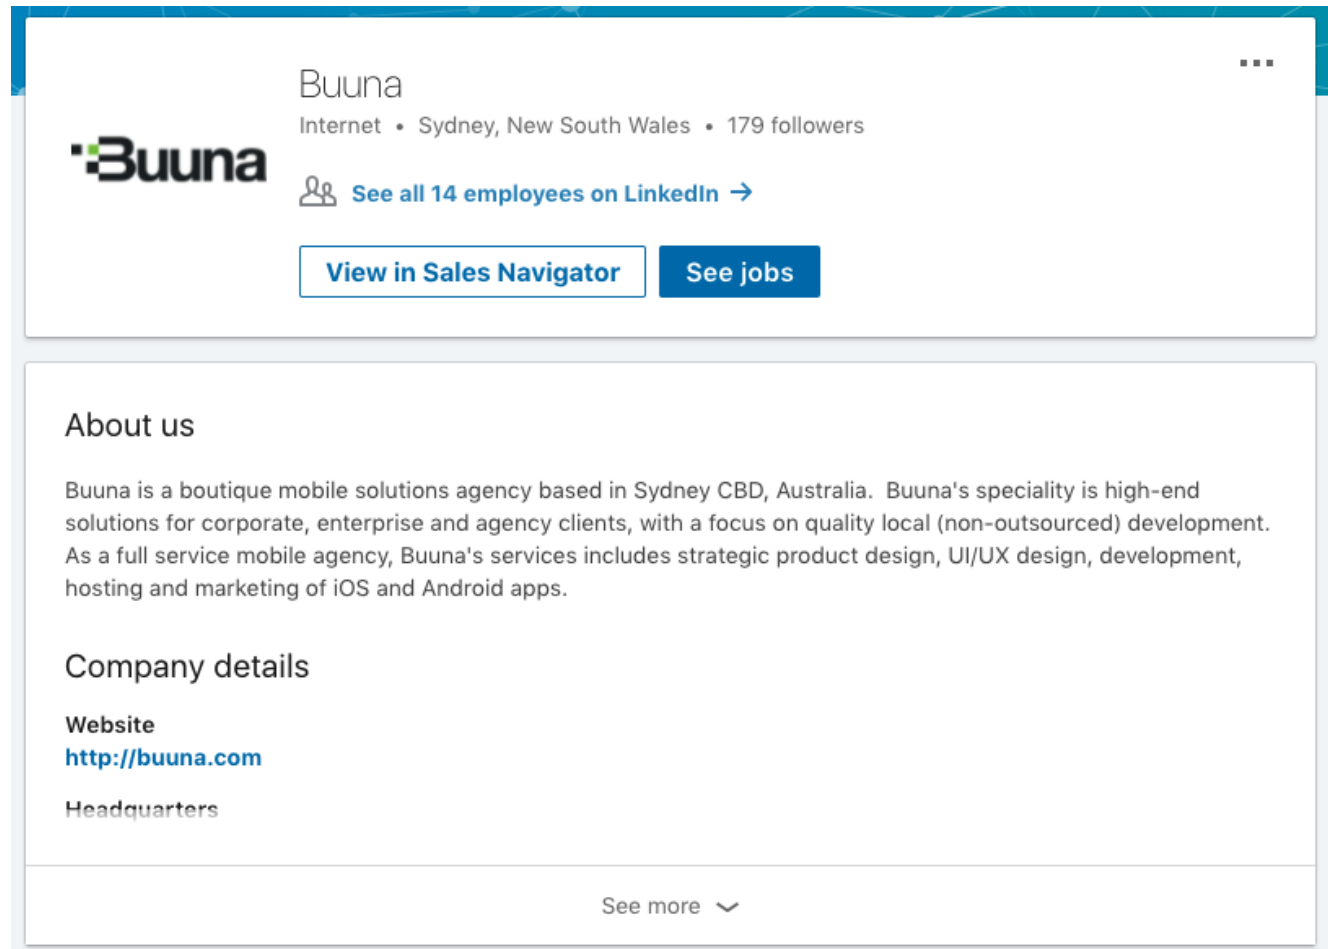 Buuna
Buuna
Internet • Sydney, New South Wales • 179 followers
See all 14 employees on LinkedIn →
View in Sales Navigator
See jobs
About us
Buuna is a boutique mobile solutions agency based in Sydney CBD, Australia.  Buuna's speciality is high-end
solutions for corporate, enterprise and agency clients, with a focus on quality local (non-outsourced) development.
As a full service mobile agency, Buuna's services includes strategic product design, UI/UX design, development,
hosting and marketing of iOS and Android apps.
Company details
Website
http://buuna.com
Headquarters
See more